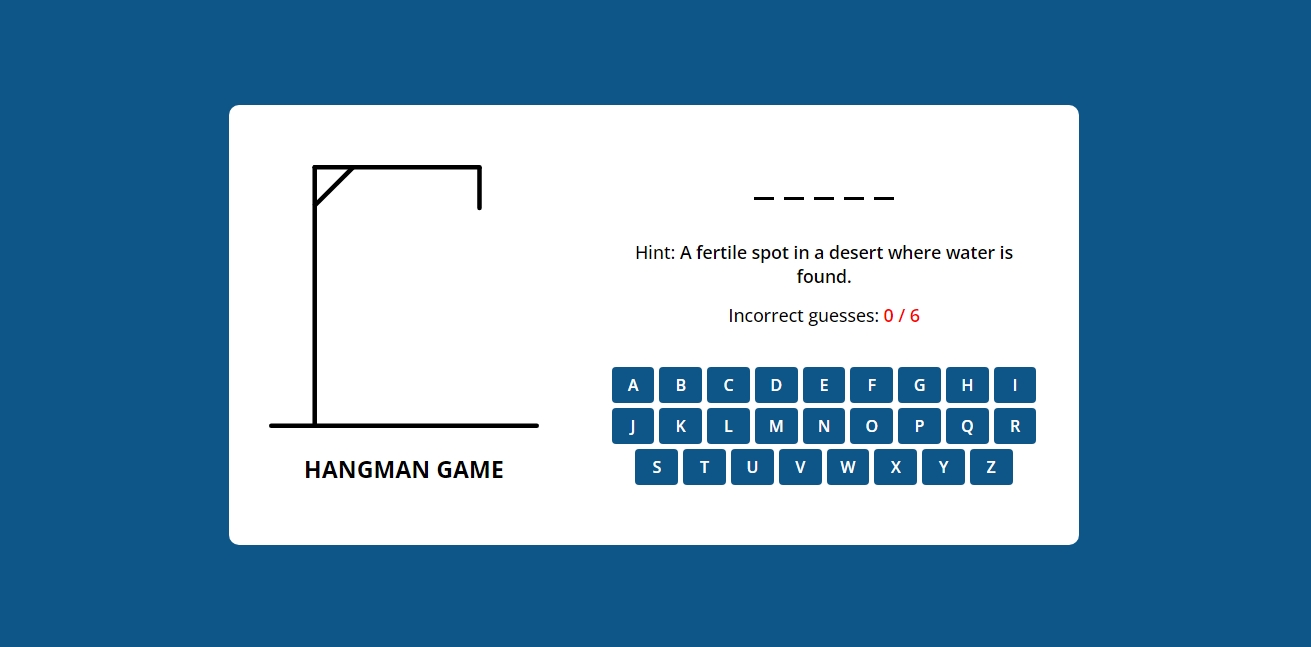 Hint: A fertile spot in a desert where water is
found.
Incorrect guesses: 0 / 6
A B C D E F G H I
J K L M N O P Q R
S T U V W X Y Z
HANGMAN GAME